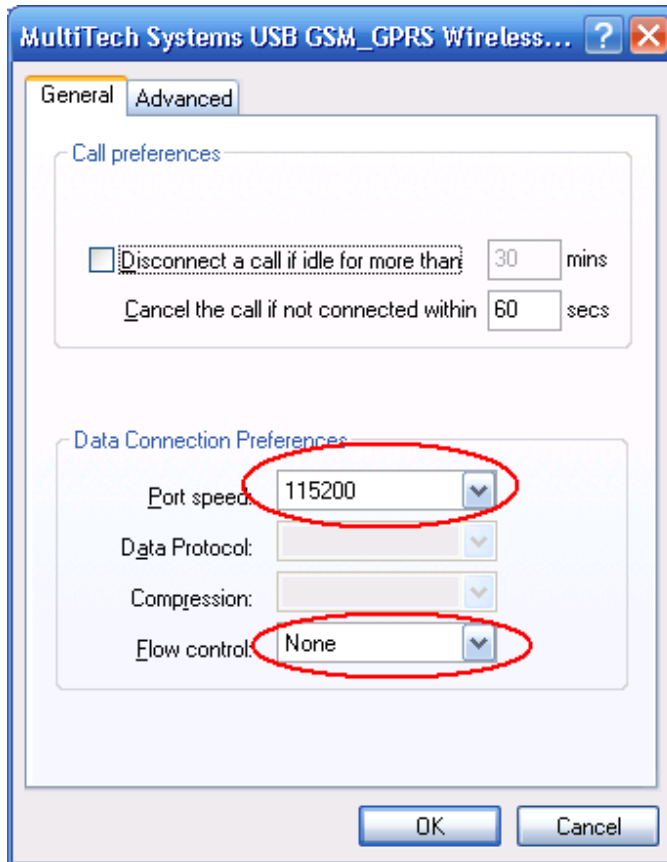 MultiTech Systems USB GSM_GPRS Wireless...
General
Advanced
Call preferences
Disconnect a call if idle for more than 30 mins
Cancel the call if not connected within 60 secs
Data Connection Preferences
Port speed: 115200
Data Protocol:
Compression:
Flow control: None
OK
Cancel